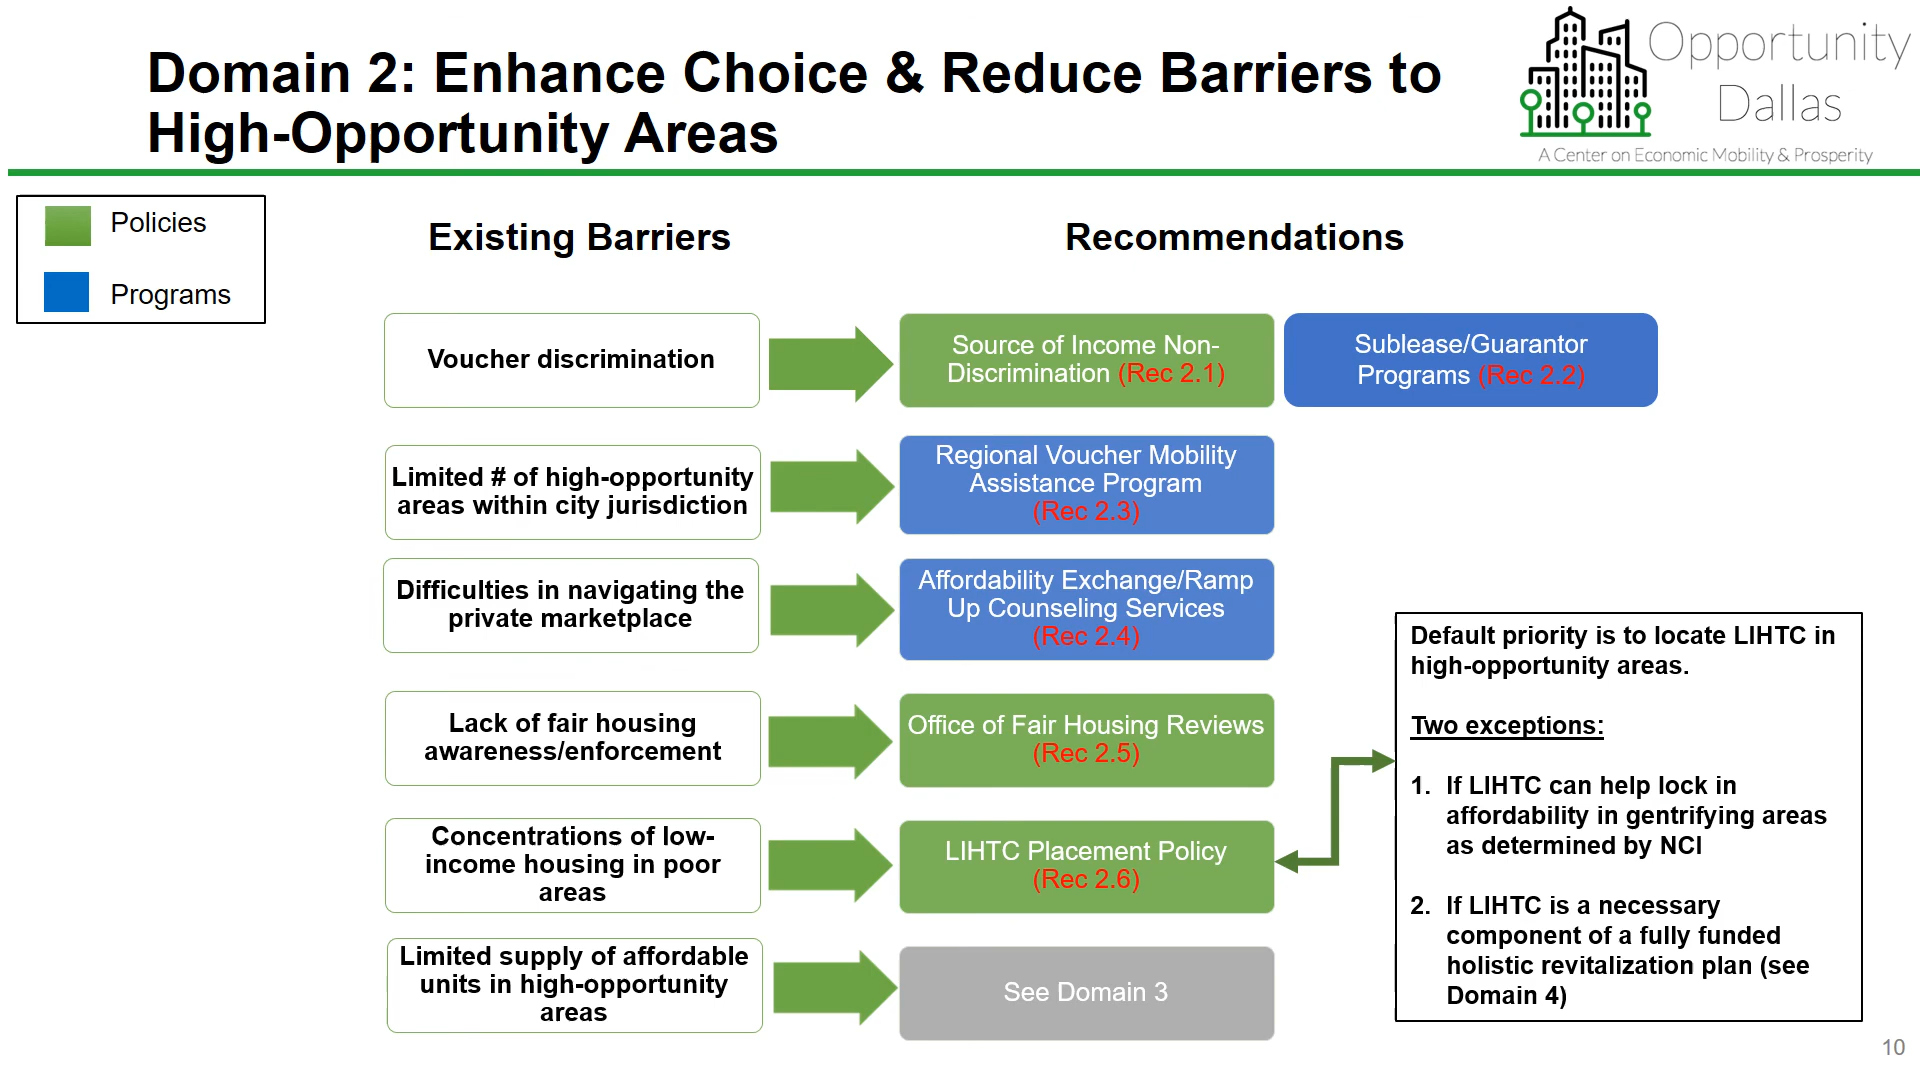 Domain 2: Enhance Choice & Reduce Barriers to
High-Opportunity Areas
Opportunity
Dallas
A Center on Economic Mobility & Prosperity
Policies
Programs
Existing Barriers
Recommendations
Voucher discrimination
Source of Income Non-
Discrimination (Rec 2.1)
Sublease/Guarantor
Programs (Rec 2.2)
Limited # of high-opportunity
areas within city jurisdiction
Regional Voucher Mobility
Assistance Program
(Rec 2.3)
Difficulties in navigating the
private marketplace
Affordability Exchange/Ramp
Up Counseling Services
(Rec 2.4)
Lack of fair housing
awareness/enforcement
Office of Fair Housing Reviews
(Rec 2.5)
Concentrations of low-
income housing in poor
areas
LIHTC Placement Policy
(Rec 2.6)
Limited supply of affordable
units in high-opportunity
areas
See Domain 3
Default priority is to locate LIHTC in
high-opportunity areas.
Two exceptions:
1. If LIHTC can help lock in
affordability in gentrifying areas
as determined by NCI
2. If LIHTC is a necessary
component of a fully funded
holistic revitalization plan (see
Domain 4)
10